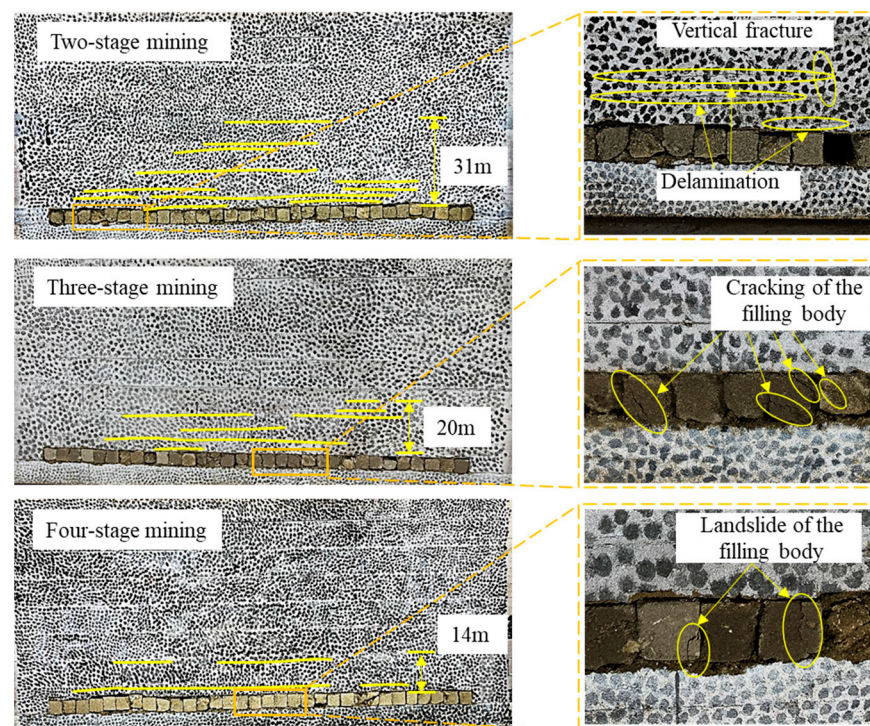 Two-stage mining
31m
Vertical fracture
Delamination
Three-stage mining
20m
Cracking of the
filling body
Four-stage mining
14m
Landslide of the
filling body